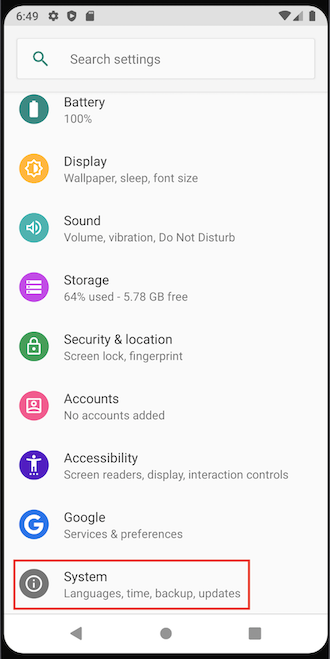 6:49
Search settings
Battery
100%
Display
Wallpaper, sleep, font size
Sound
Volume, vibration, Do Not Disturb
Storage
64% used - 5.78 GB free
Security & location
Screen lock, fingerprint
Accounts
No accounts added
Accessibility
Screen readers, display, interaction controls
Google
Services & preferences
System
Languages, time, backup, updates